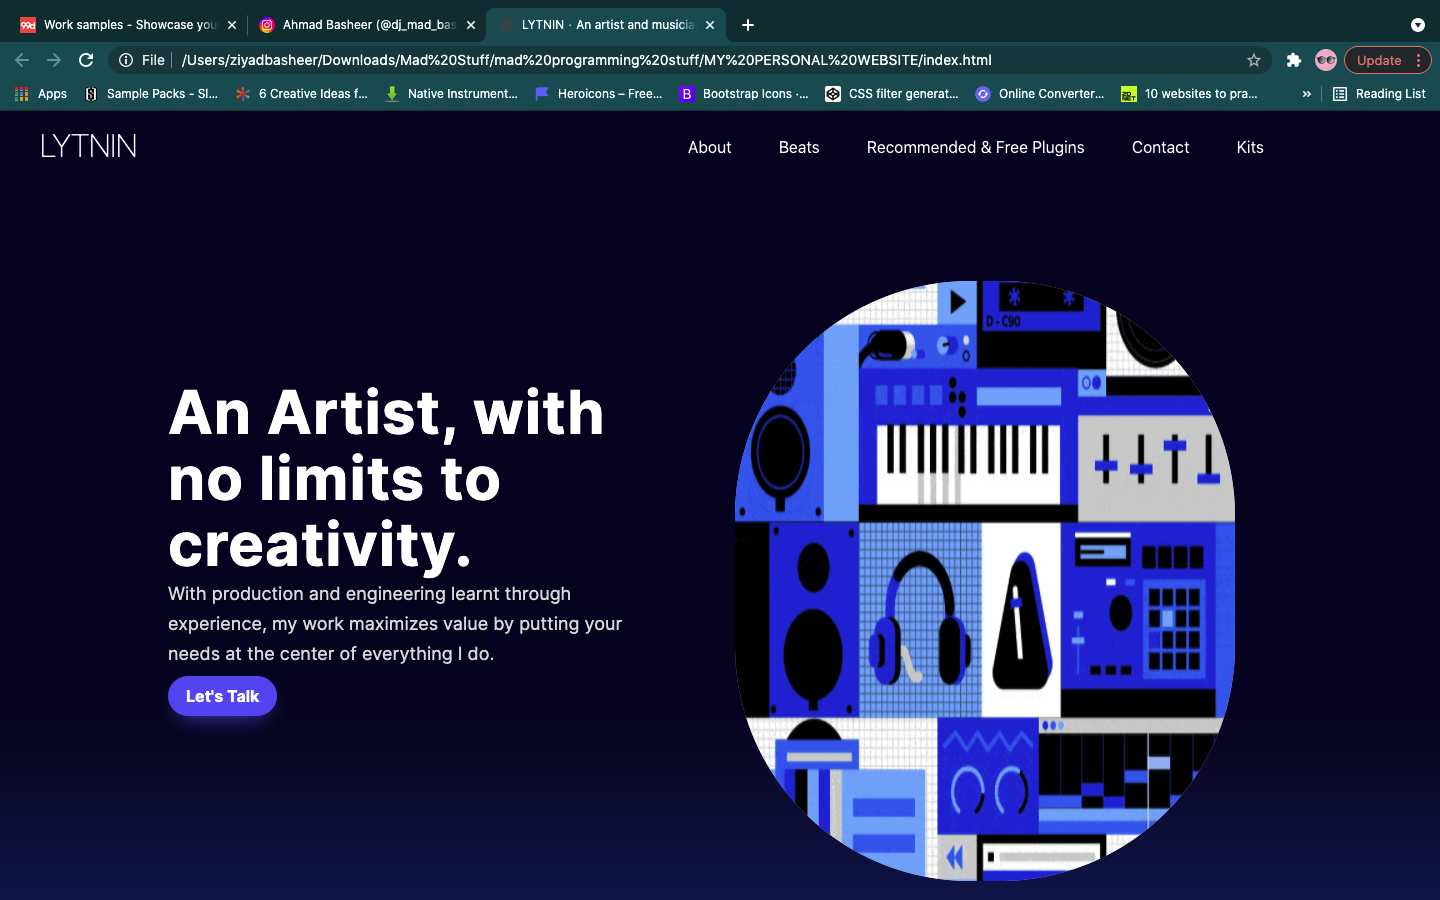 Work samples - Showcase you
Ahmad Basheer (@dj_mad_bas
LYTNIN · An artist and musicia
File
/Users/ziyadbasheer/Downloads/Mad%20Stuff/mad%20programming%20stuff/MY%20PERSONAL%20WEBSITE/index.html
Update
Apps
Sample Packs - Sl...
6 Creative Ideas f...
Native Instrument...
Heroicons – Free...
Bootstrap Icons ·...
CSS filter generat...
Online Converter...
10 websites to pra...
»
Reading List
LYTNIN
About
Beats
Recommended & Free Plugins
Contact
Kits
D - C90
An Artist, with
no limits to
creativity.
With production and engineering learnt through
experience, my work maximizes value by putting your
needs at the center of everything I do.
Let's Talk